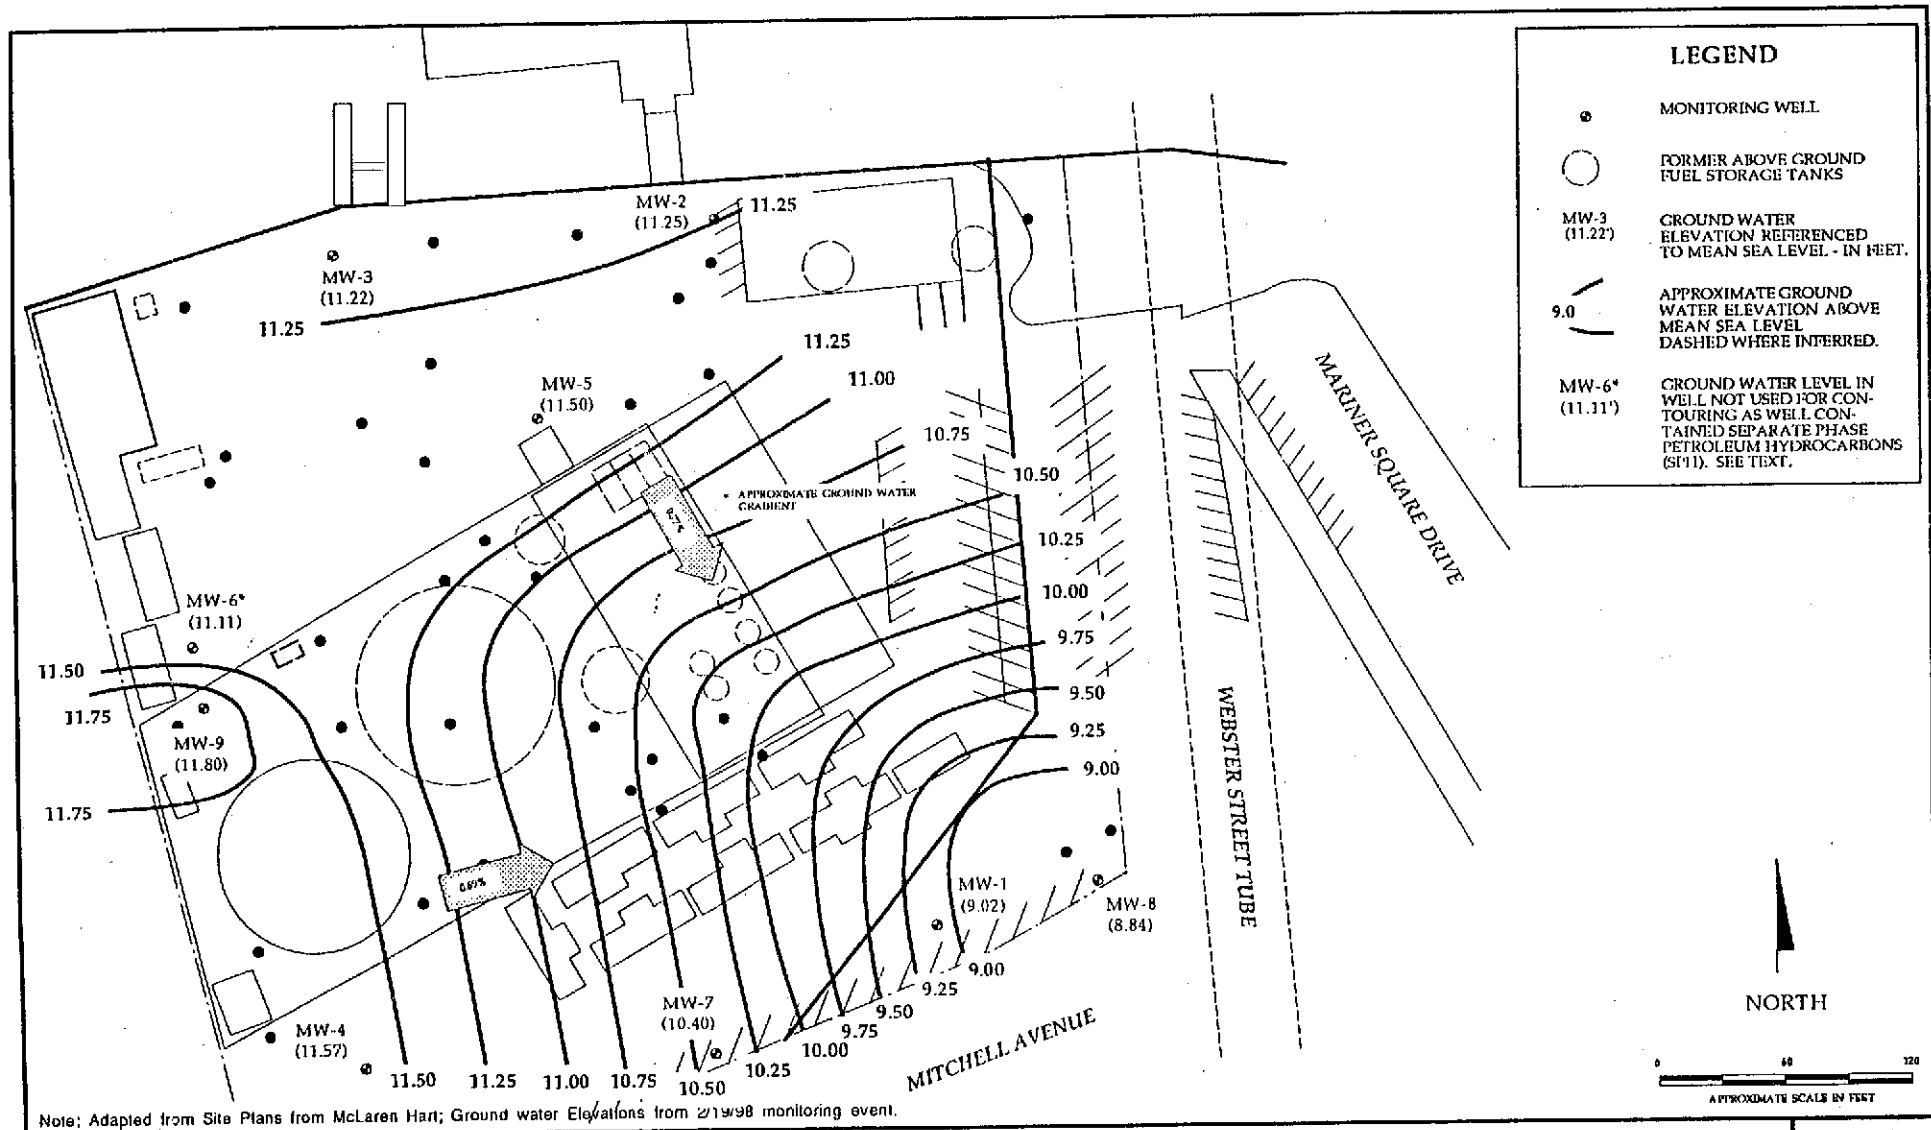 LEGEND
MONITORING WELL
FORMER ABOVE GROUND
FUEL STORAGE TANKS
MW-3
(11.22')
GROUND WATER
ELEVATION REFERENCED
TO MEAN SEA LEVEL - IN FEET.
9.0
APPROXIMATE GROUND
WATER ELEVATION ABOVE
MEAN SEA LEVEL
DASHED WHERE INFERRED.
MW-6*
(11.11')
GROUND WATER LEVEL IN
WELL NOT USED FOR CON-
TOURING AS WELL CON-
TAINED SEPARATE PHASE
PETROLEUM HYDROCARBONS
(SPH). SEE TEXT.
MW-2
(11.25)
11.25
MW-3
(11.22)
11.25
11.25
11.00
MW-5
(11.50)
10.75
10.50
* APPROXIMATE GROUND WATER
GRADIENT
10.25
10.00
MW-6*
(11.11)
9.75
11.50
9.50
11.75
9.25
MW-9
(11.80)
9.00
11.75
0.69%
MW-1
(9.02)
MW-8
(8.84)
MW-7
(10.40)
MW-4
(11.57)
11.50
11.25
11.00
10.75
10.50
10.25
10.00
9.75
9.50
9.25
9.00
MITCHELL AVENUE
WEBSTER STREET TUBE
MARINER SQUARE DRIVE
NORTH
0 60 120
APPROXIMATE SCALE IN FEET
Note; Adapted from Site Plans from McLaren Hart; Ground water Elevations from 2/19/98 monitoring event.